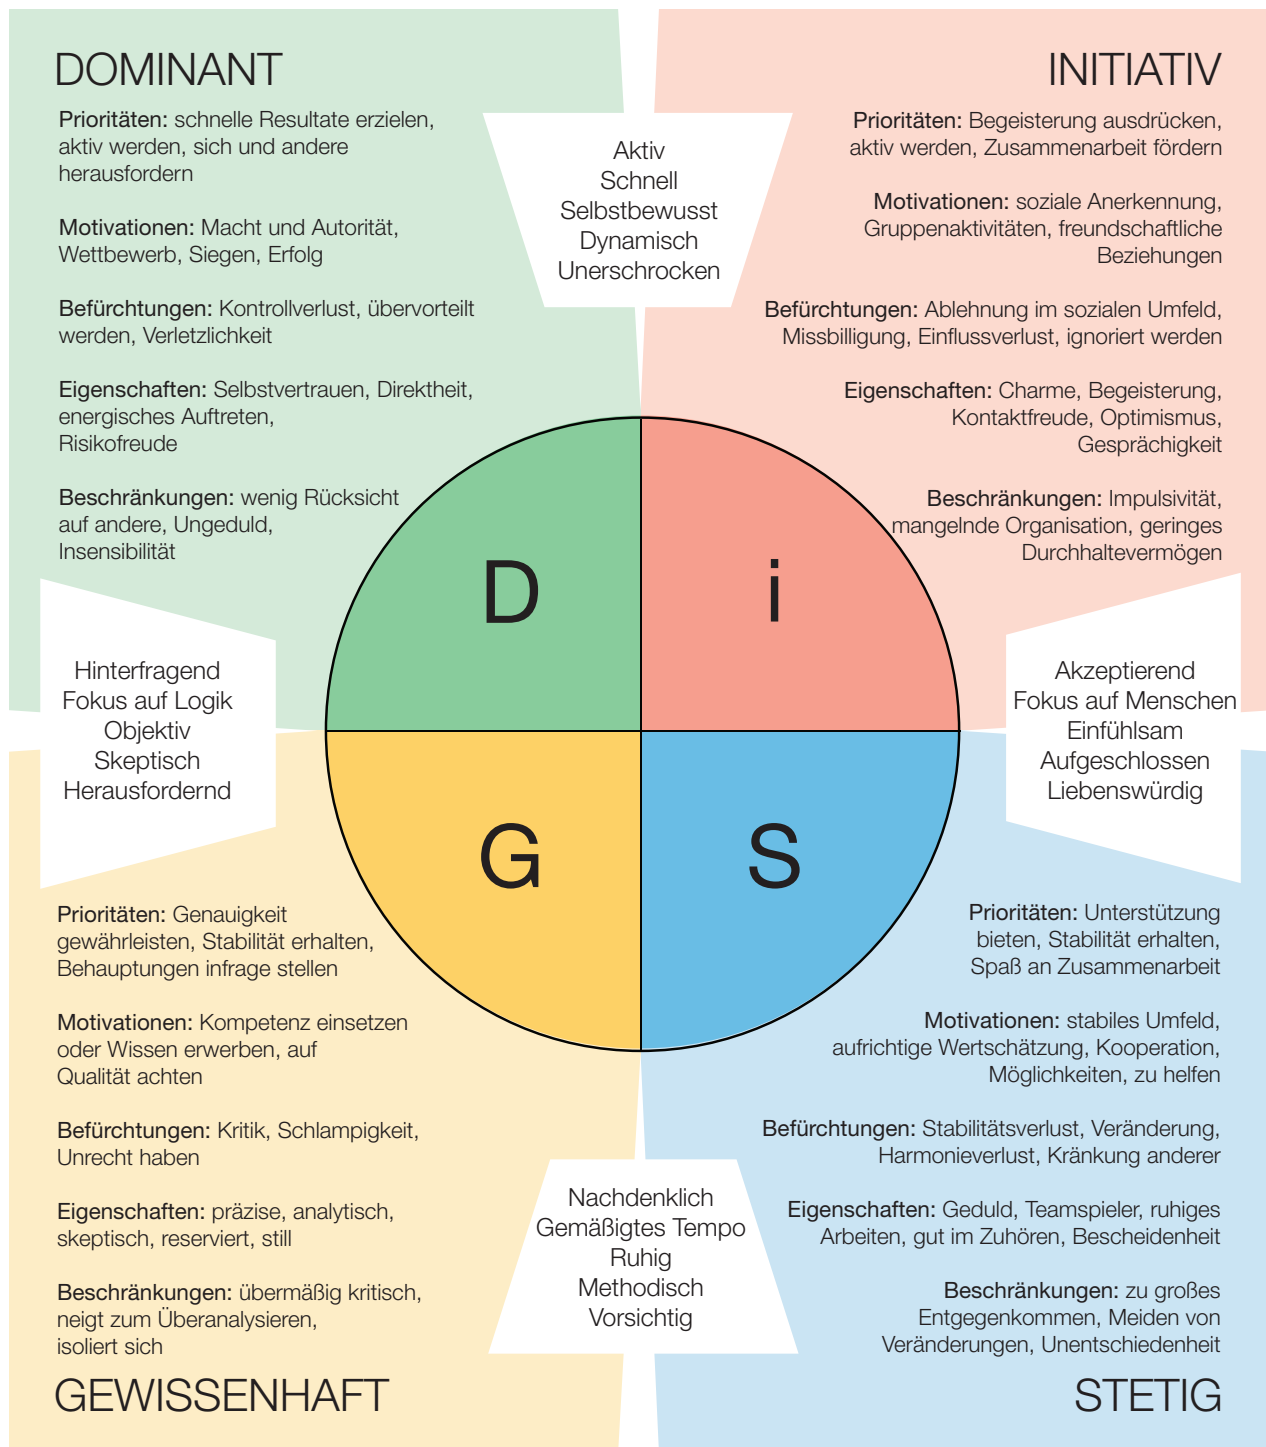 DOMINANT
Prioritäten: schnelle Resultate erzielen,
aktiv werden, sich und andere
herausfordern
Motivationen: Macht und Autorität,
Wettbewerb, Siegen, Erfolg
Befürchtungen: Kontrollverlust, übervorteilt
werden, Verletzlichkeit
Eigenschaften: Selbstvertrauen, Direktheit,
energisches Auftreten,
Risikofreude
Beschränkungen: wenig Rücksicht
auf andere, Ungeduld,
Insensibilität
Aktiv
Schnell
Selbstbewusst
Dynamisch
Unerschrocken
INITIATIV
Prioritäten: Begeisterung ausdrücken,
aktiv werden, Zusammenarbeit fördern
Motivationen: soziale Anerkennung,
Gruppenaktivitäten, freundschaftliche
Beziehungen
Befürchtungen: Ablehnung im sozialen Umfeld,
Missbilligung, Einflussverlust, ignoriert werden
Eigenschaften: Charme, Begeisterung,
Kontaktfreude, Optimismus,
Gesprächigkeit
Beschränkungen: Impulsivität,
mangelnde Organisation, geringes
Durchhaltevermögen
D
i
Hinterfragend
Fokus auf Logik
Objektiv
Skeptisch
Herausfordernd
Akzeptierend
Fokus auf Menschen
Einfühlsam
Aufgeschlossen
Liebenswürdig
G
S
Prioritäten: Genauigkeit
gewährleisten, Stabilität erhalten,
Behauptungen infrage stellen
Motivationen: Kompetenz einsetzen
oder Wissen erwerben, auf
Qualität achten
Befürchtungen: Kritik, Schlampigkeit,
Unrecht haben
Eigenschaften: präzise, analytisch,
skeptisch, reserviert, still
Beschränkungen: übermäßig kritisch,
neigt zum Überanalysieren,
isoliert sich
GEWISSENHAFT
Nachdenklich
Gemäßigtes Tempo
Ruhig
Methodisch
Vorsichtig
Prioritäten: Unterstützung
bieten, Stabilität erhalten,
Spaß an Zusammenarbeit
Motivationen: stabiles Umfeld,
aufrichtige Wertschätzung, Kooperation,
Möglichkeiten, zu helfen
Befürchtungen: Stabilitätsverlust, Veränderung,
Harmonieverlust, Kränkung anderer
Eigenschaften: Geduld, Teamspieler, ruhiges
Arbeiten, gut im Zuhören, Bescheidenheit
Beschränkungen: zu großes
Entgegenkommen, Meiden von
Veränderungen, Unentschiedenheit
STETIG